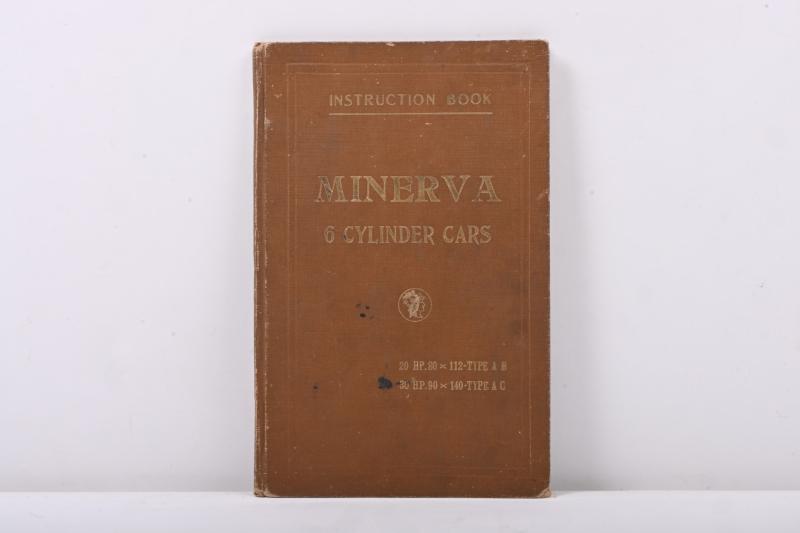 INSTRUCTION BOOK
MINERVA
6 CYLINDER CARS
20 HP.80 × 112-TYPE A B
30 HP.90 × 140-TYPE A C